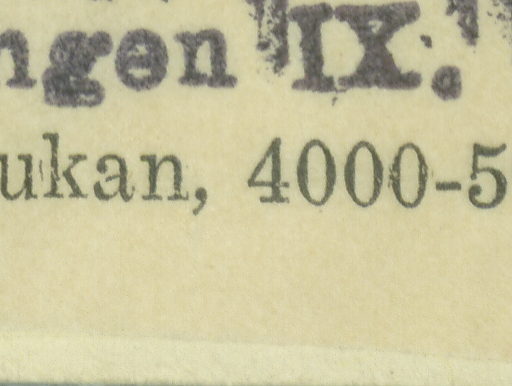 ngen IX.
ukan, 4000-5